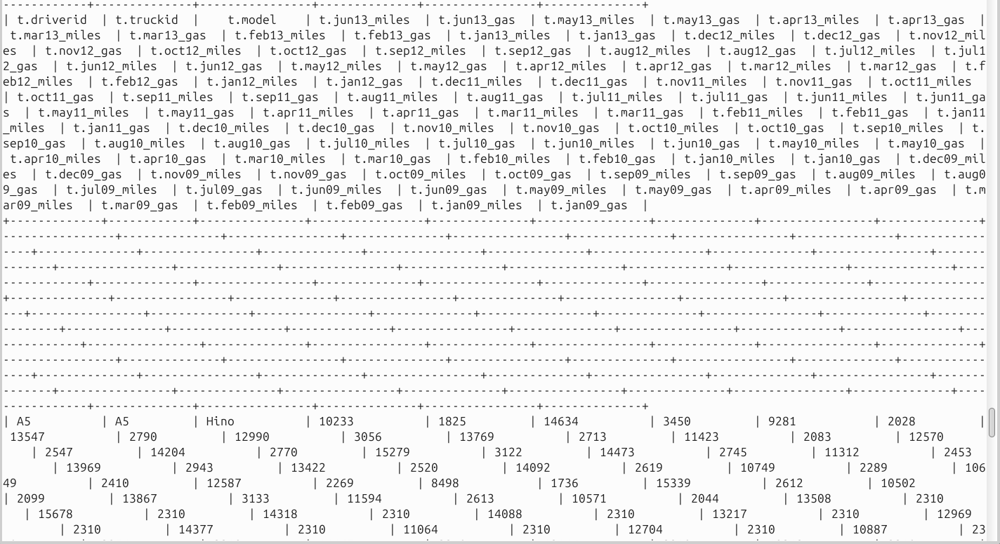 ------------+--------------+----------------+--------------+----------------+--------------+
| t.driverid  | t.truckid  |    t.model    | t.jun13_miles  | t.jun13_gas  | t.may13_miles  | t.may13_gas  | t.apr13_miles  | t.apr13_gas  |
 t.mar13_miles  | t.mar13_gas  | t.feb13_miles  | t.feb13_gas  | t.jan13_miles  | t.jan13_gas  | t.dec12_miles  | t.dec12_gas  | t.nov12_mil
es  | t.nov12_gas  | t.oct12_miles  | t.oct12_gas  | t.sep12_miles  | t.sep12_gas  | t.aug12_miles  | t.aug12_gas  | t.jul12_miles  | t.jul1
2_gas  | t.jun12_miles  | t.jun12_gas  | t.may12_miles  | t.may12_gas  | t.apr12_miles  | t.apr12_gas  | t.mar12_miles  | t.mar12_gas  | t.f
eb12_miles  | t.feb12_gas  | t.jan12_miles  | t.jan12_gas  | t.dec11_miles  | t.dec11_gas  | t.nov11_miles  | t.nov11_gas  | t.oct11_miles
| t.oct11_gas  | t.sep11_miles  | t.sep11_gas  | t.aug11_miles  | t.aug11_gas  | t.jul11_miles  | t.jul11_gas  | t.jun11_miles  | t.jun11_ga
s  | t.may11_miles  | t.may11_gas  | t.apr11_miles  | t.apr11_gas  | t.mar11_miles  | t.mar11_gas  | t.feb11_miles  | t.feb11_gas  | t.jan11
_miles  | t.jan11_gas  | t.dec10_miles  | t.dec10_gas  | t.nov10_miles  | t.nov10_gas  | t.oct10_miles  | t.oct10_gas  | t.sep10_miles  | t.
sep10_gas  | t.aug10_miles  | t.aug10_gas  | t.jul10_miles  | t.jul10_gas  | t.jun10_miles  | t.jun10_gas  | t.may10_miles  | t.may10_gas  |
 t.apr10_miles  | t.apr10_gas  | t.mar10_miles  | t.mar10_gas  | t.feb10_miles  | t.feb10_gas  | t.jan10_miles  | t.jan10_gas  | t.dec09_mil
es  | t.dec09_gas  | t.nov09_miles  | t.nov09_gas  | t.oct09_miles  | t.oct09_gas  | t.sep09_miles  | t.sep09_gas  | t.aug09_miles  | t.aug0
9_gas  | t.jul09_miles  | t.jul09_gas  | t.jun09_miles  | t.jun09_gas  | t.may09_miles  | t.may09_gas  | t.apr09_miles  | t.apr09_gas  | t.m
ar09_miles  | t.mar09_gas  | t.feb09_miles  | t.feb09_gas  | t.jan09_miles  | t.jan09_gas  |
| A5          | A5         | Hino          | 10233          | 1825         | 14634          | 3450         | 9281           | 2028         |
 13547          | 2790         | 12990          | 3056         | 13769          | 2713         | 11423          | 2083         | 12570
    | 2547         | 14204          | 2770         | 15279          | 3122         | 14473          | 2745         | 11312          | 2453
       | 13969          | 2943         | 13422          | 2520         | 14092          | 2619         | 10749          | 2289         | 106
49          | 2410         | 12587          | 2269         | 8498           | 1736         | 15339          | 2612         | 10502
| 2099         | 13867          | 3133         | 11594          | 2613         | 10571          | 2044         | 13508          | 2310
   | 15678          | 2310         | 14318          | 2310         | 14088          | 2310         | 13217          | 2310         | 12969
        | 2310         | 14377          | 2310         | 11064          | 2310         | 12704          | 2310         | 10887          | 23